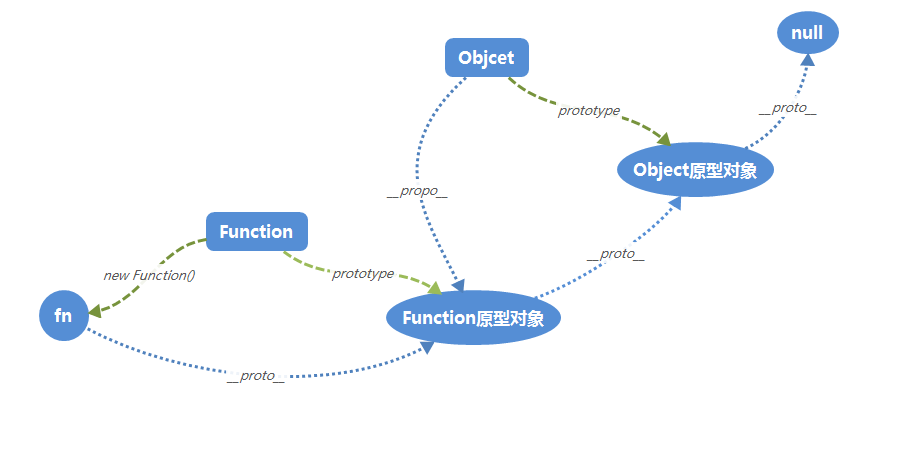 null
Objcet
prototype
__proto__
Object原型对象
__propo__
Function
__proto__
new Function()
prototype
fn
Function原型对象
__proto__